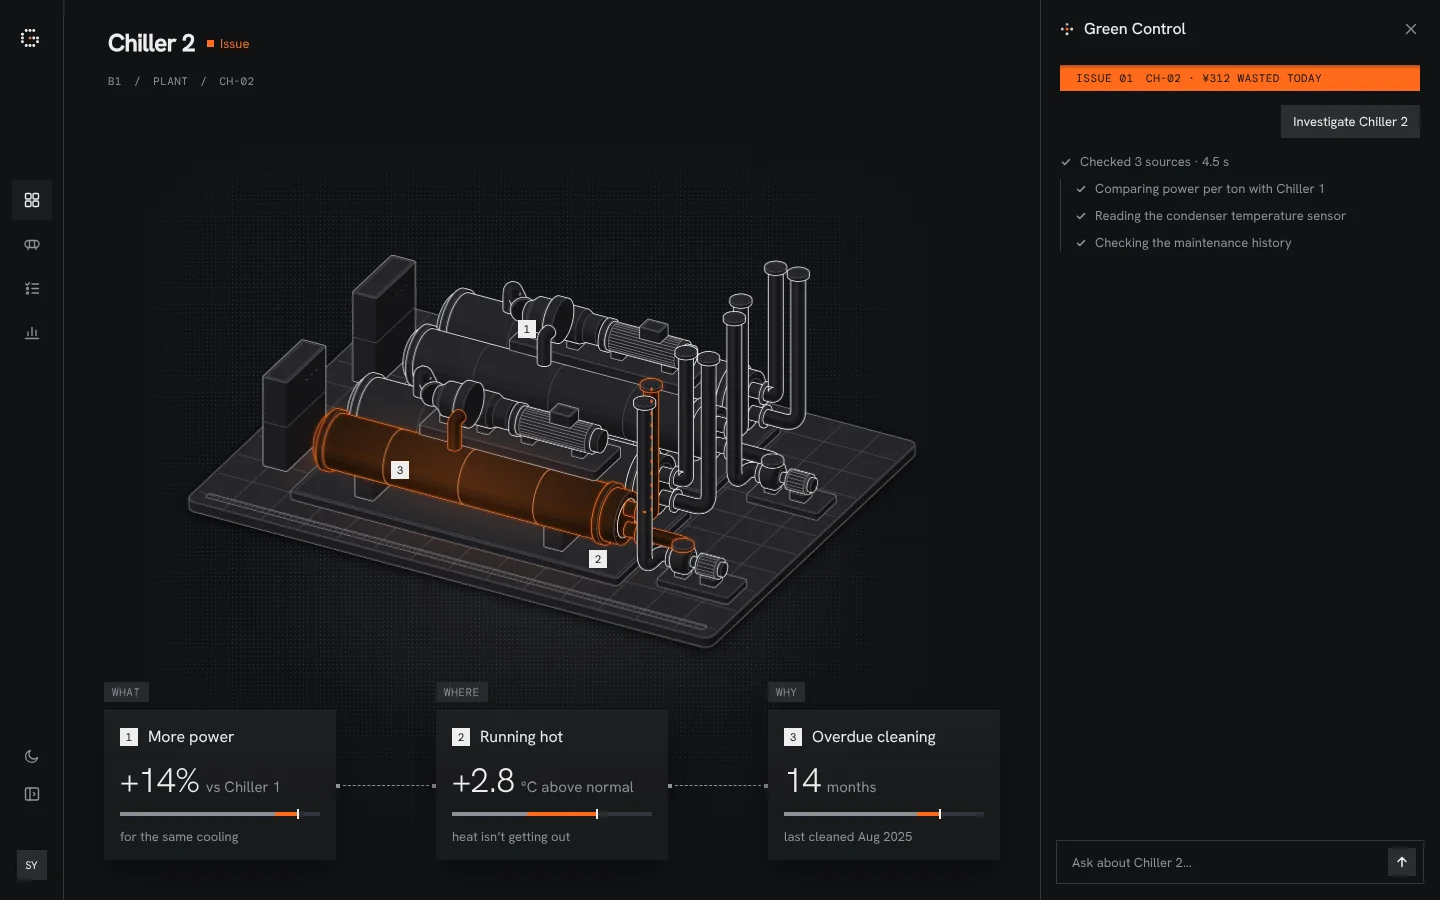 Chiller 2
Issue
B1 / PLANT / CH-02
1
3
2
WHAT
1 More power
+14% vs Chiller 1
for the same cooling
WHERE
2 Running hot
+2.8 °C above normal
heat isn’t getting out
WHY
3 Overdue cleaning
14 months
last cleaned Aug 2025
SY
Green Control
ISSUE 01 CH-02 · ¥312 WASTED TODAY
Investigate Chiller 2
Checked 3 sources · 4.5 s
Comparing power per ton with Chiller 1
Reading the condenser temperature sensor
Checking the maintenance history
Ask about Chiller 2…